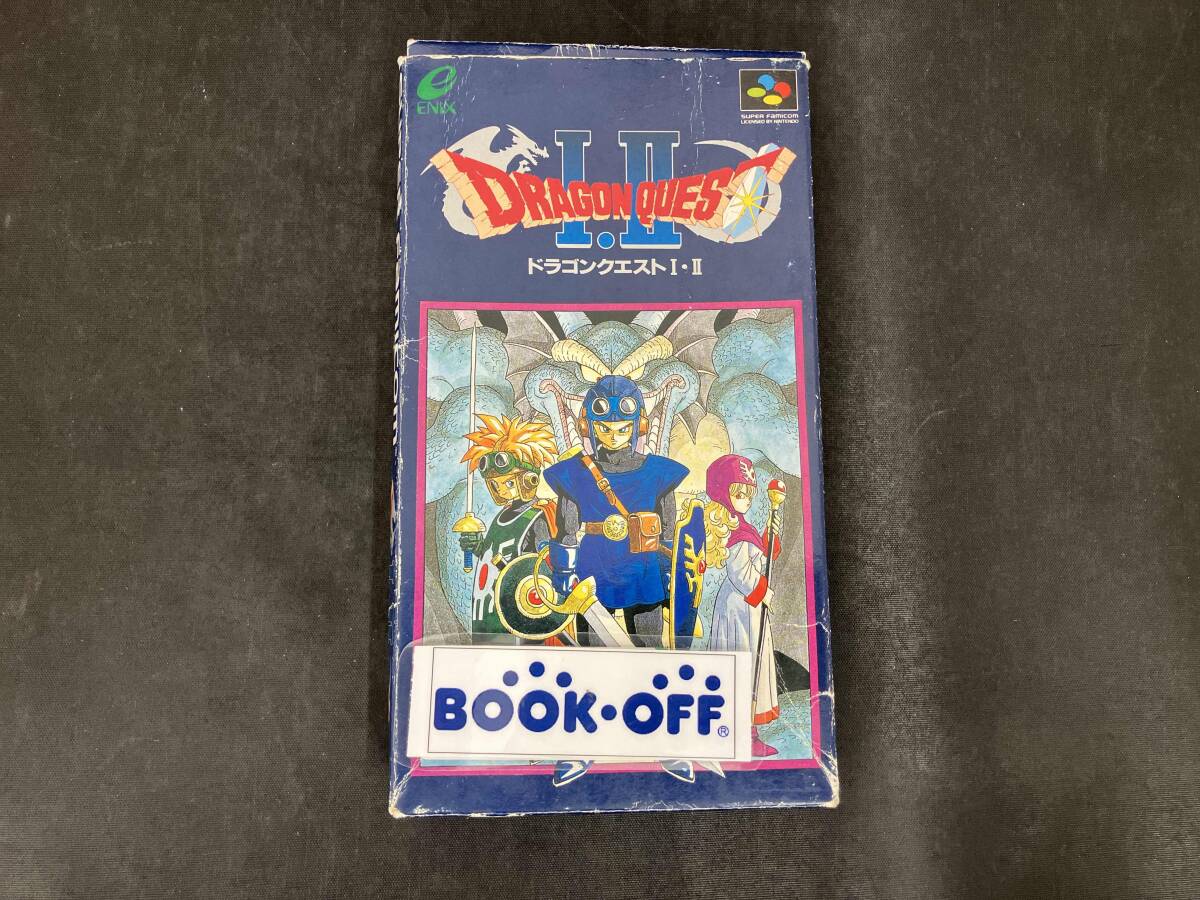 ENIX
SUPER FAMICOM
LICENSED BY NINTENDO
I.II
DRAGON QUEST
ドラゴンクエストI・II
BOOK・OFF®